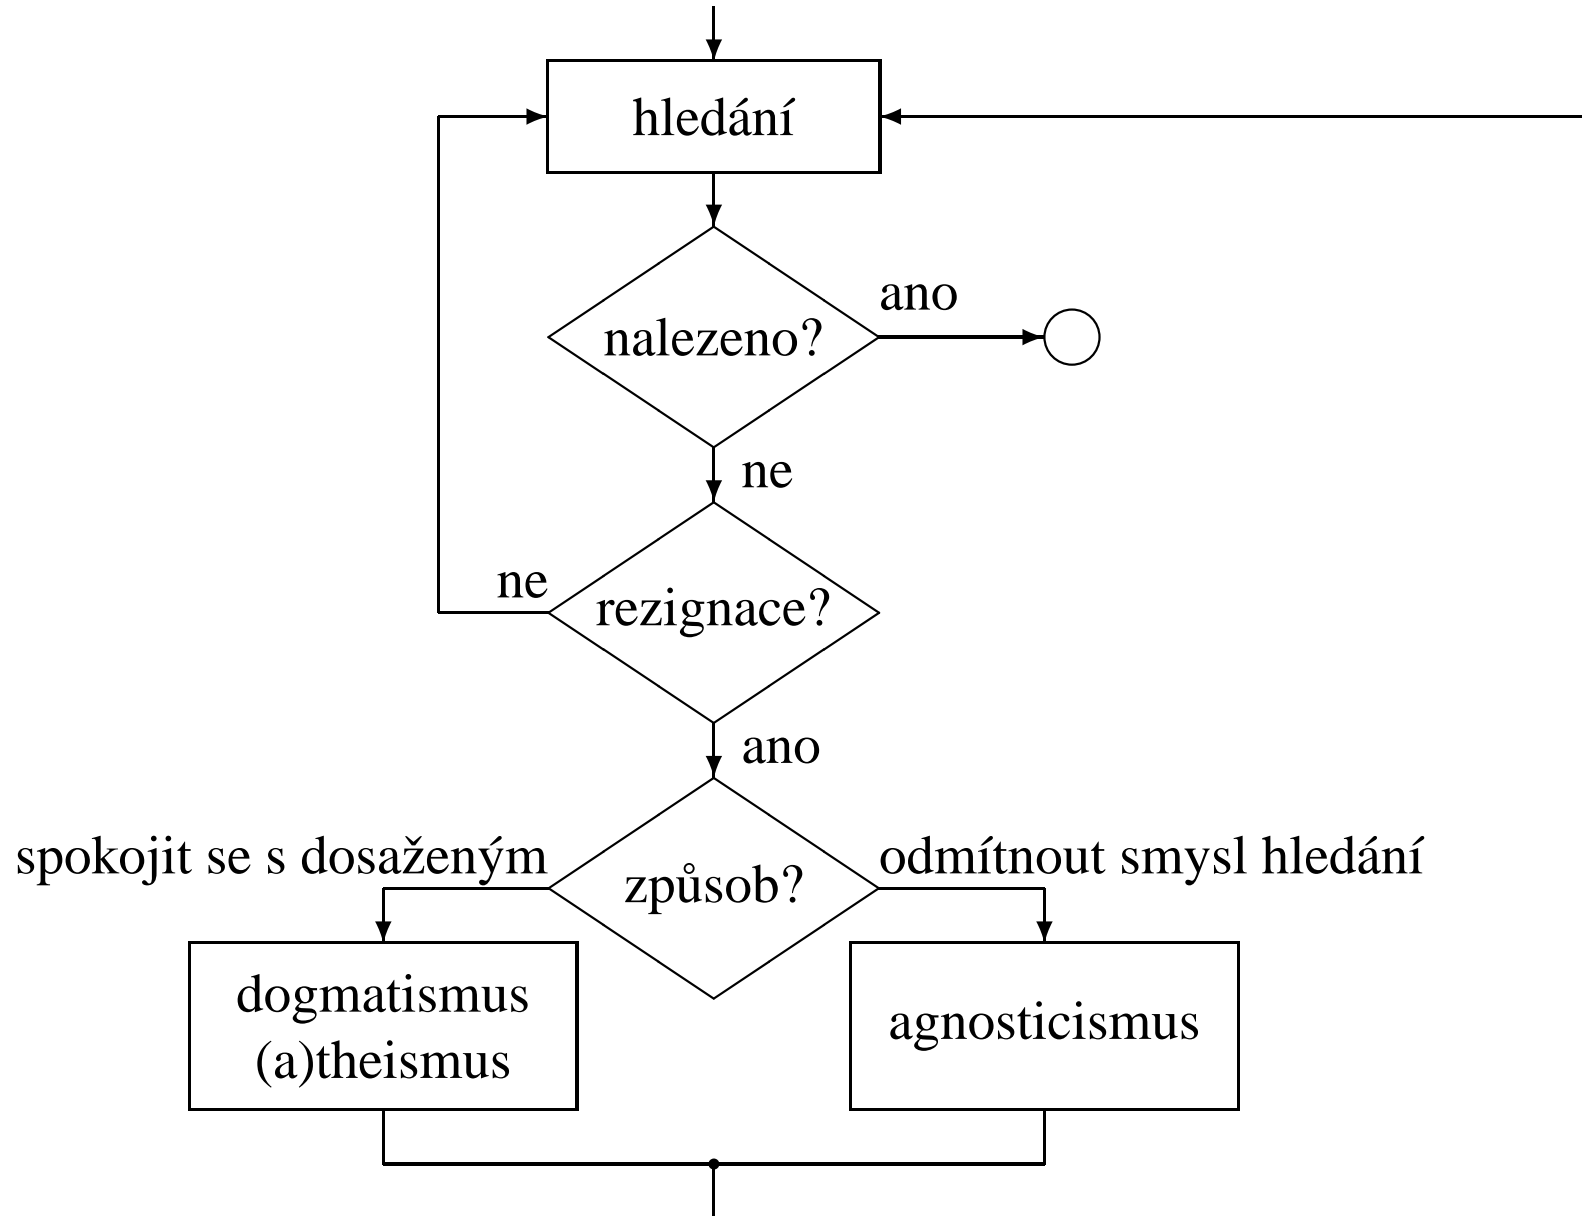 hledání
ano
nalezeno?
ne
ne
rezignace?
ano
spokojit se s dosaženým
odmítnout smysl hledání
způsob?
dogmatismus
(a)theismus
agnosticismus